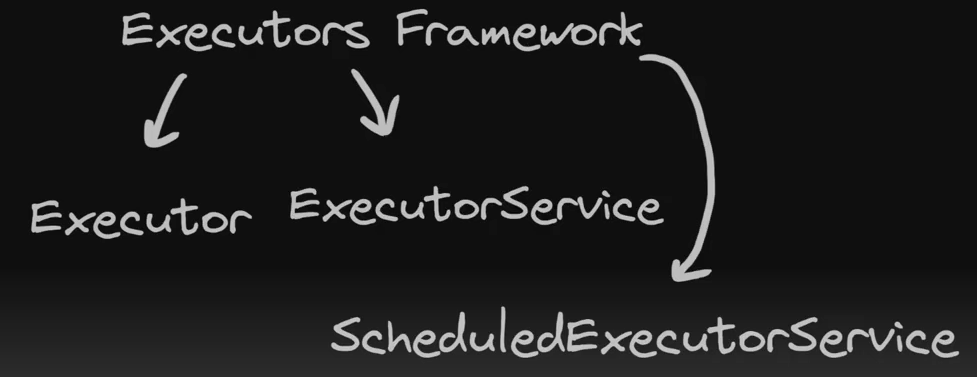 Executors Framework
Executor
ExecutorService
ScheduledExecutorService